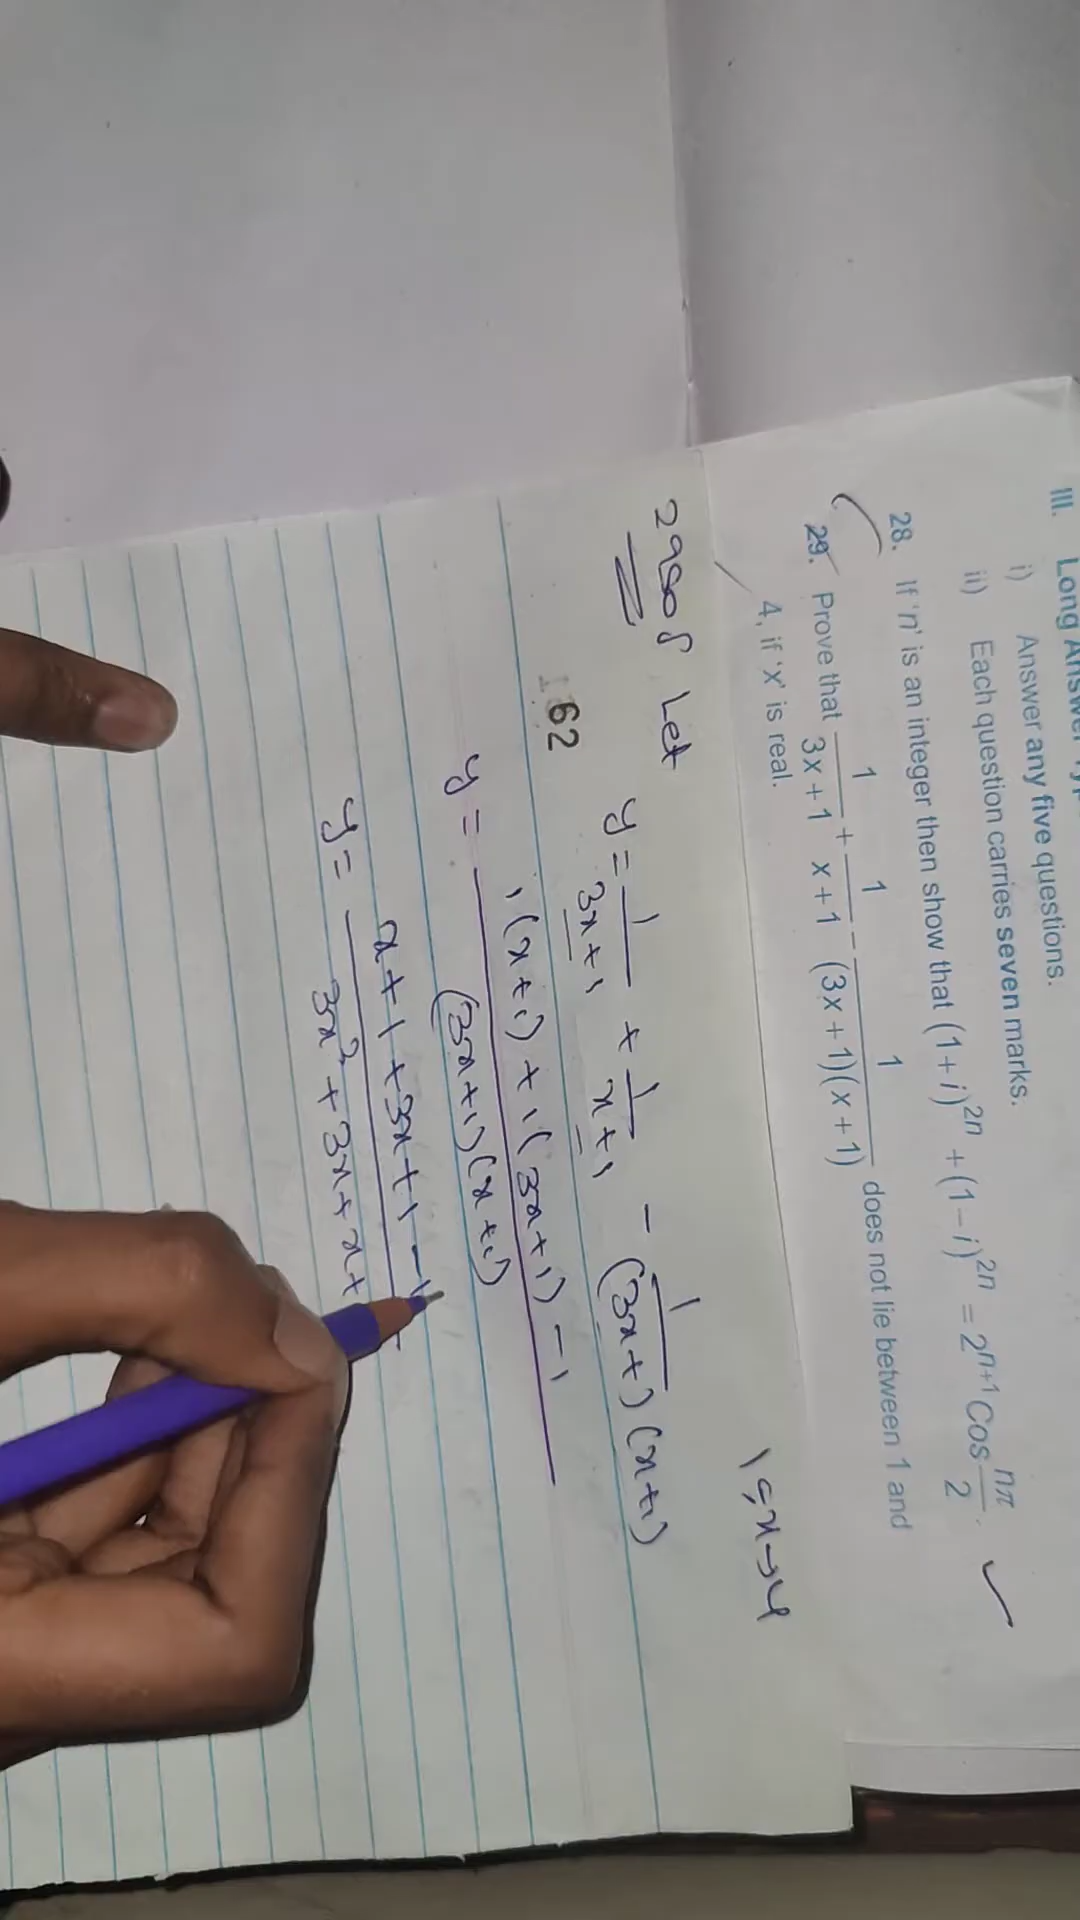 III. Long Answer
i) Answer any five questions.
ii) Each question carries seven marks.
28. If 'n' is an integer then show that (1+i)^{2n} + (1−i)^{2n} = 2^{n+1} Cos nπ/2. ✓
29. Prove that 1/(3x+1) + 1/(x+1) − 1/((3x+1)(x+1)) does not lie between 1 and
4, if 'x' is real.
29 sol Let
y = 1/(3x+1) + 1/(x+1) − 1/((3x+1)(x+1))
62
y = (1(x+1) + 1(3x+1) − 1)/((3x+1)(x+1))
y = (x+1+3x+1−1)/(3x²+3x+x+